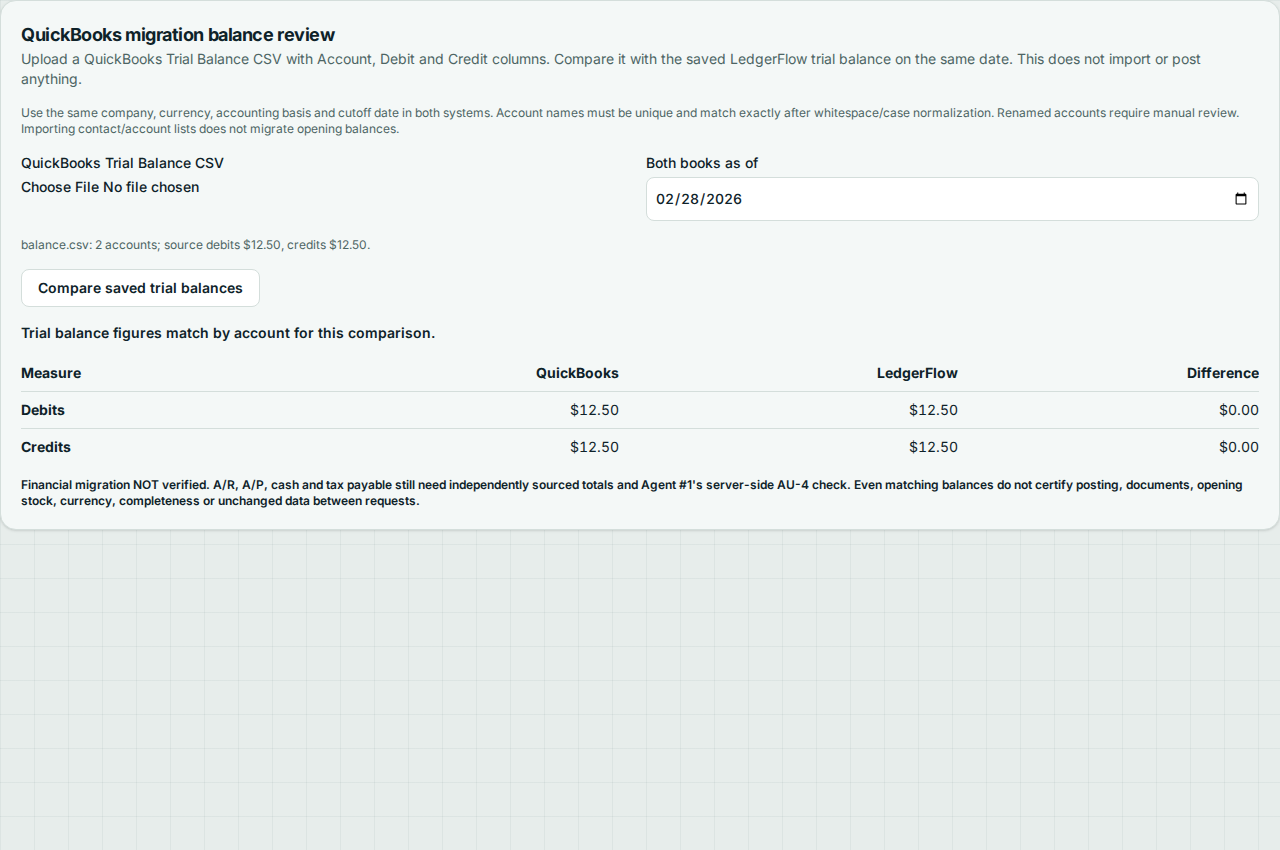 QuickBooks migration balance review
Upload a QuickBooks Trial Balance CSV with Account, Debit and Credit columns. Compare it with the saved LedgerFlow trial balance on the same date. This does not import or post
anything.
Use the same company, currency, accounting basis and cutoff date in both systems. Account names must be unique and match exactly after whitespace/case normalization. Renamed accounts require manual review.
Importing contact/account lists does not migrate opening balances.
QuickBooks Trial Balance CSV
Choose File No file chosen
Both books as of
02/28/2026
balance.csv: 2 accounts; source debits $12.50, credits $12.50.
Compare saved trial balances
Trial balance figures match by account for this comparison.
Measure QuickBooks LedgerFlow Difference
Debits $12.50 $12.50 $0.00
Credits $12.50 $12.50 $0.00
Financial migration NOT verified. A/R, A/P, cash and tax payable still need independently sourced totals and Agent #1's server-side AU-4 check. Even matching balances do not certify posting, documents, opening
stock, currency, completeness or unchanged data between requests.